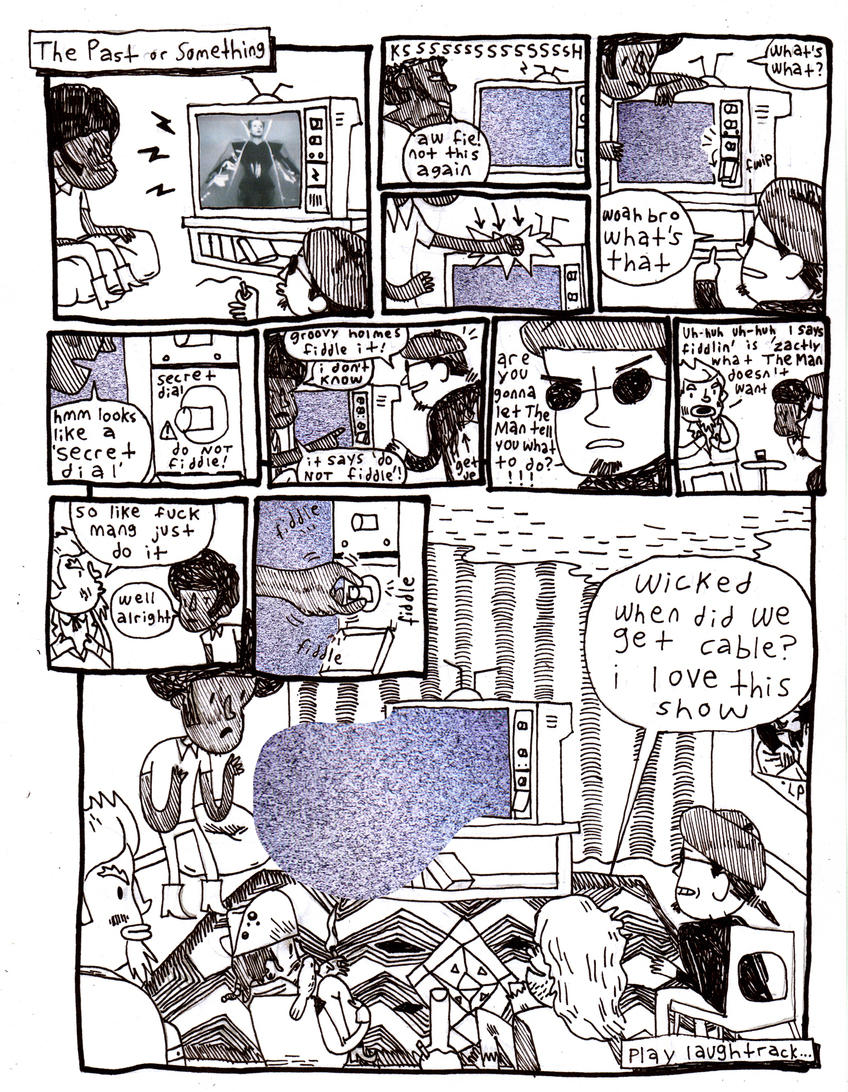 The Past or Something
KSSSSSSSSSSSSSSSH
aw fie!
not this
again
What's
what?
fwip
woah bro
what's
that
hmm looks
like a
'secret
dial'
secret
dial
do NOT
fiddle!
groovy holmes
fiddle it!
i don't
know
it says 'do
NOT fiddle'!
are
you
gonna
let The
Man tell
you what
to do?
!!!
Uh-huh uh-huh I says
fiddlin' is 'zactly
what The Man
doesn't
want
so like fuck
mang just
do it
well
alright
fiddle
fiddle
fiddle
wicked
when did we
get cable?
i love this
show
LP
Play laughtrack...